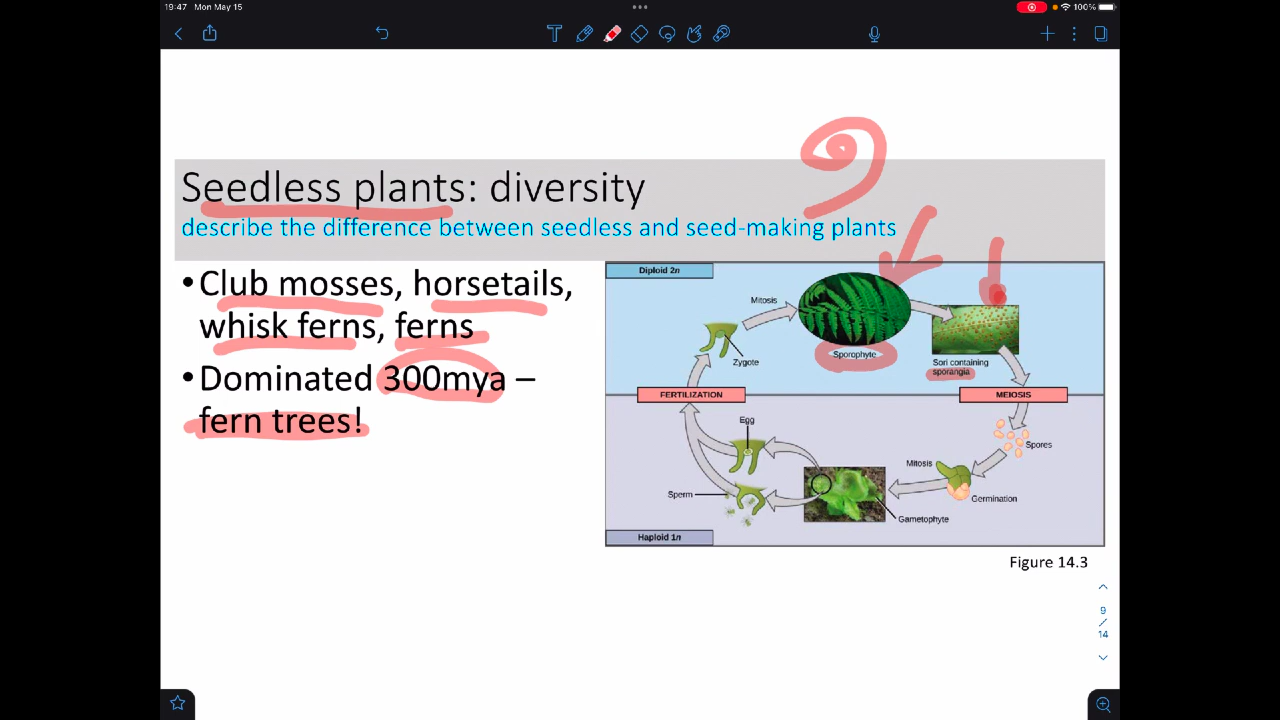 19:47 Mon May 15
100%
Seedless plants: diversity
describe the difference between seedless and seed-making plants
•Club mosses, horsetails,
whisk ferns, ferns
•Dominated 300mya –
fern trees!
Diploid 2n
Mitosis
Zygote
Sporophyte
Sori containing
sporangia
FERTILIZATION
MEIOSIS
Egg
Spores
Mitosis
Sperm
Germination
Gametophyte
Haploid 1n
Figure 14.3
9
/
14